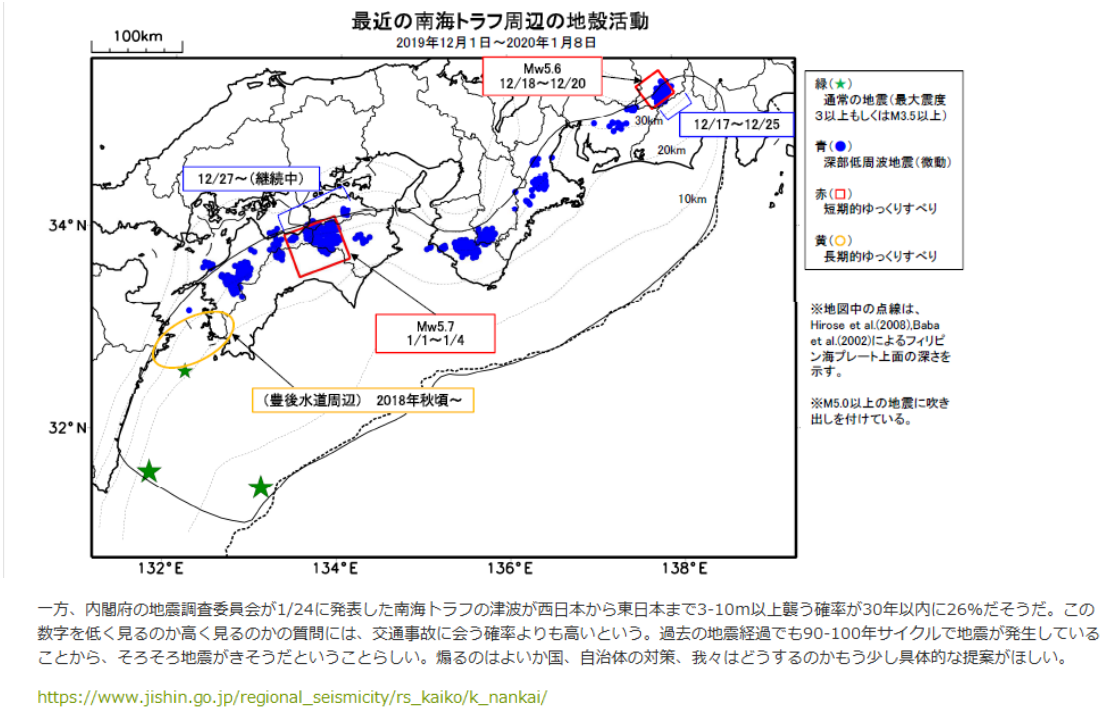 最近の南海トラフ周辺の地殻活動
2019年12月1日～2020年1月8日
100km
Mw5.6
12/18～12/20
12/17～12/25
30km
20km
10km
12/27～(継続中)
Mw5.7
1/1～1/4
(豊後水道周辺) 2018年秋頃～
34°N
32°N
132°E
134°E
136°E
138°E
緑(★)
通常の地震(最大震度
3以上もしくはM3.5以上)
青(●)
深部低周波地震(微動)
赤(□)
短期的ゆっくりすべり
黄(○)
長期的ゆっくりすべり
※地図中の点線は、
Hirose et al.(2008),Baba
et al.(2002)によるフィリピ
ン海プレート上面の深さを
示す。
※M5.0以上の地震に吹き
出しを付けている。
一方、内閣府の地震調査委員会が1/24に発表した南海トラフの津波が西日本から東日本まで3-10m以上襲う確率が30年以内に26%だそうだ。この
数字を低く見るのか高く見るのかの質問には、交通事故に会う確率よりも高いという。過去の地震経過でも90-100年サイクルで地震が発生している
ことから、そろそろ地震がきそうだということらしい。煽るのはよいか国、自治体の対策、我々はどうするのかもう少し具体的な提案がほしい。
https://www.jishin.go.jp/regional_seismicity/rs_kaiko/k_nankai/